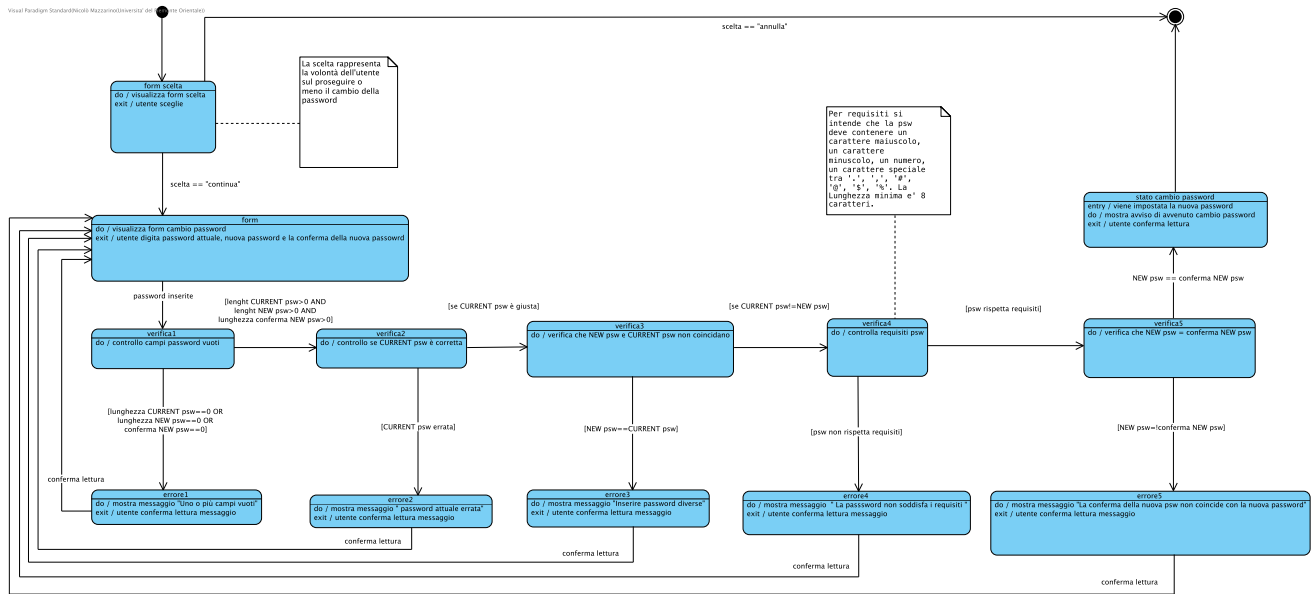 Visual Paradigm Standard(Nicolò Mazzarino(Universita' del Piemonte Orientale))
scelta == "annulla"
form scelta
do / visualizza form scelta
exit / utente sceglie
La scelta rappresenta
la volontà dell'utente
sul proseguire o
meno il cambio della
password
Per requisiti si
intende che la psw
deve contenere un
carattere maiuscolo,
un carattere
minuscolo, un numero,
un carattere speciale
tra '.', ',', '#',
'@', '$', '%'. La
Lunghezza minima e' 8
caratteri.
scelta == "continua"
stato cambio password
entry / viene impostata la nuova password
do / mostra avviso di avvenuto cambio password
exit / utente conferma lettura
form
do / visualizza form cambio password
exit / utente digita password attuale, nuova password e la conferma della nuova passowrd
NEW psw == conferma NEW psw
password inserite
[lenght CURRENT psw>0 AND
lenght NEW psw>0 AND
lunghezza conferma NEW psw>0]
[se CURRENT psw è giusta]
[se CURRENT psw!=NEW psw]
[psw rispetta requisiti]
verifica1
do / controllo campi password vuoti
verifica2
do / controllo se CURRENT psw è corretta
verifica3
do / verifica che NEW psw e CURRENT psw non coincidano
verifica4
do / controlla requisiti psw
verifica5
do / verifica che NEW psw = conferma NEW psw
[lunghezza CURRENT psw==0 OR
lunghezza NEW psw==0 OR
conferma NEW psw==0]
[CURRENT psw errata]
[NEW psw==CURRENT psw]
[psw non rispetta requisiti]
[NEW psw=!conferma NEW psw]
conferma lettura
errore1
do / mostra messaggio "Uno o più campi vuoti"
exit / utente conferma lettura messaggio
errore2
do / mostra messaggio " password attuale errata"
exit / utente conferma lettura messaggio
errore3
do / mostra messaggio "Inserire password diverse"
exit / utente conferma lettura messaggio
errore4
do / mostra messaggio " La passsword non soddisfa i requisiti "
exit / utente conferma lettura messaggio
errore5
do / mostra messaggio "La conferma della nuova psw non coincide con la nuova password"
exit / utente conferma lettura messaggio
conferma lettura
conferma lettura
conferma lettura
conferma lettura